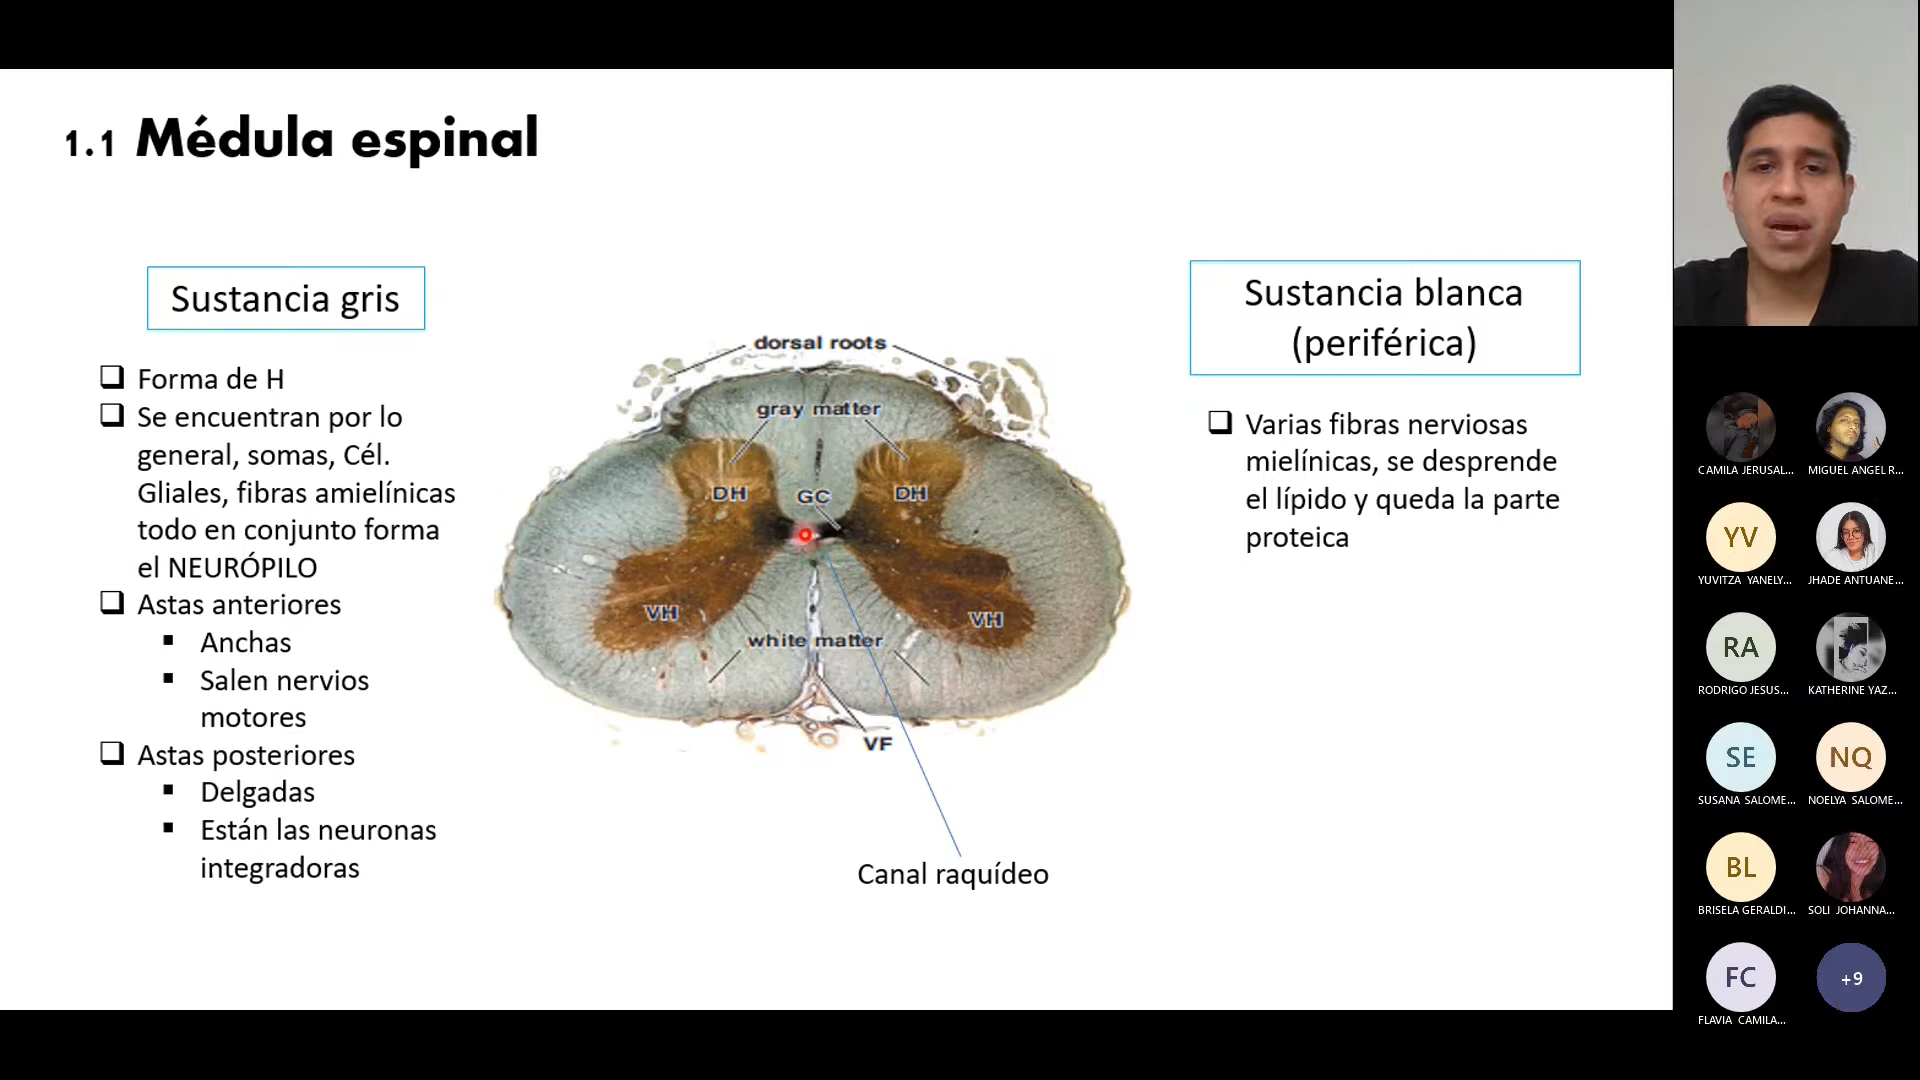 1.1 Médula espinal
Sustancia gris
Forma de H
Se encuentran por lo
general, somas, Cél.
Gliales, fibras amielínicas
todo en conjunto forma
el NEURÓPILO
Astas anteriores
Anchas
Salen nervios
motores
Astas posteriores
Delgadas
Están las neuronas
integradoras
dorsal roots
gray matter
DH
GC
DH
VH
VH
white matter
VF
Canal raquídeo
Sustancia blanca
(periférica)
Varias fibras nerviosas
mielínicas, se desprende
el lípido y queda la parte
proteica
CAMILA JERUSAL...
MIGUEL ANGEL R...
YV
YUVITZA YANELY...
JHADE ANTUANE...
RA
RODRIGO JESUS...
KATHERINE YAZ...
SE
SUSANA SALOME...
NQ
NOELYA SALOME...
BL
BRISELA GERALDI...
SOLI JOHANNA...
FC
FLAVIA CAMILA...
+9